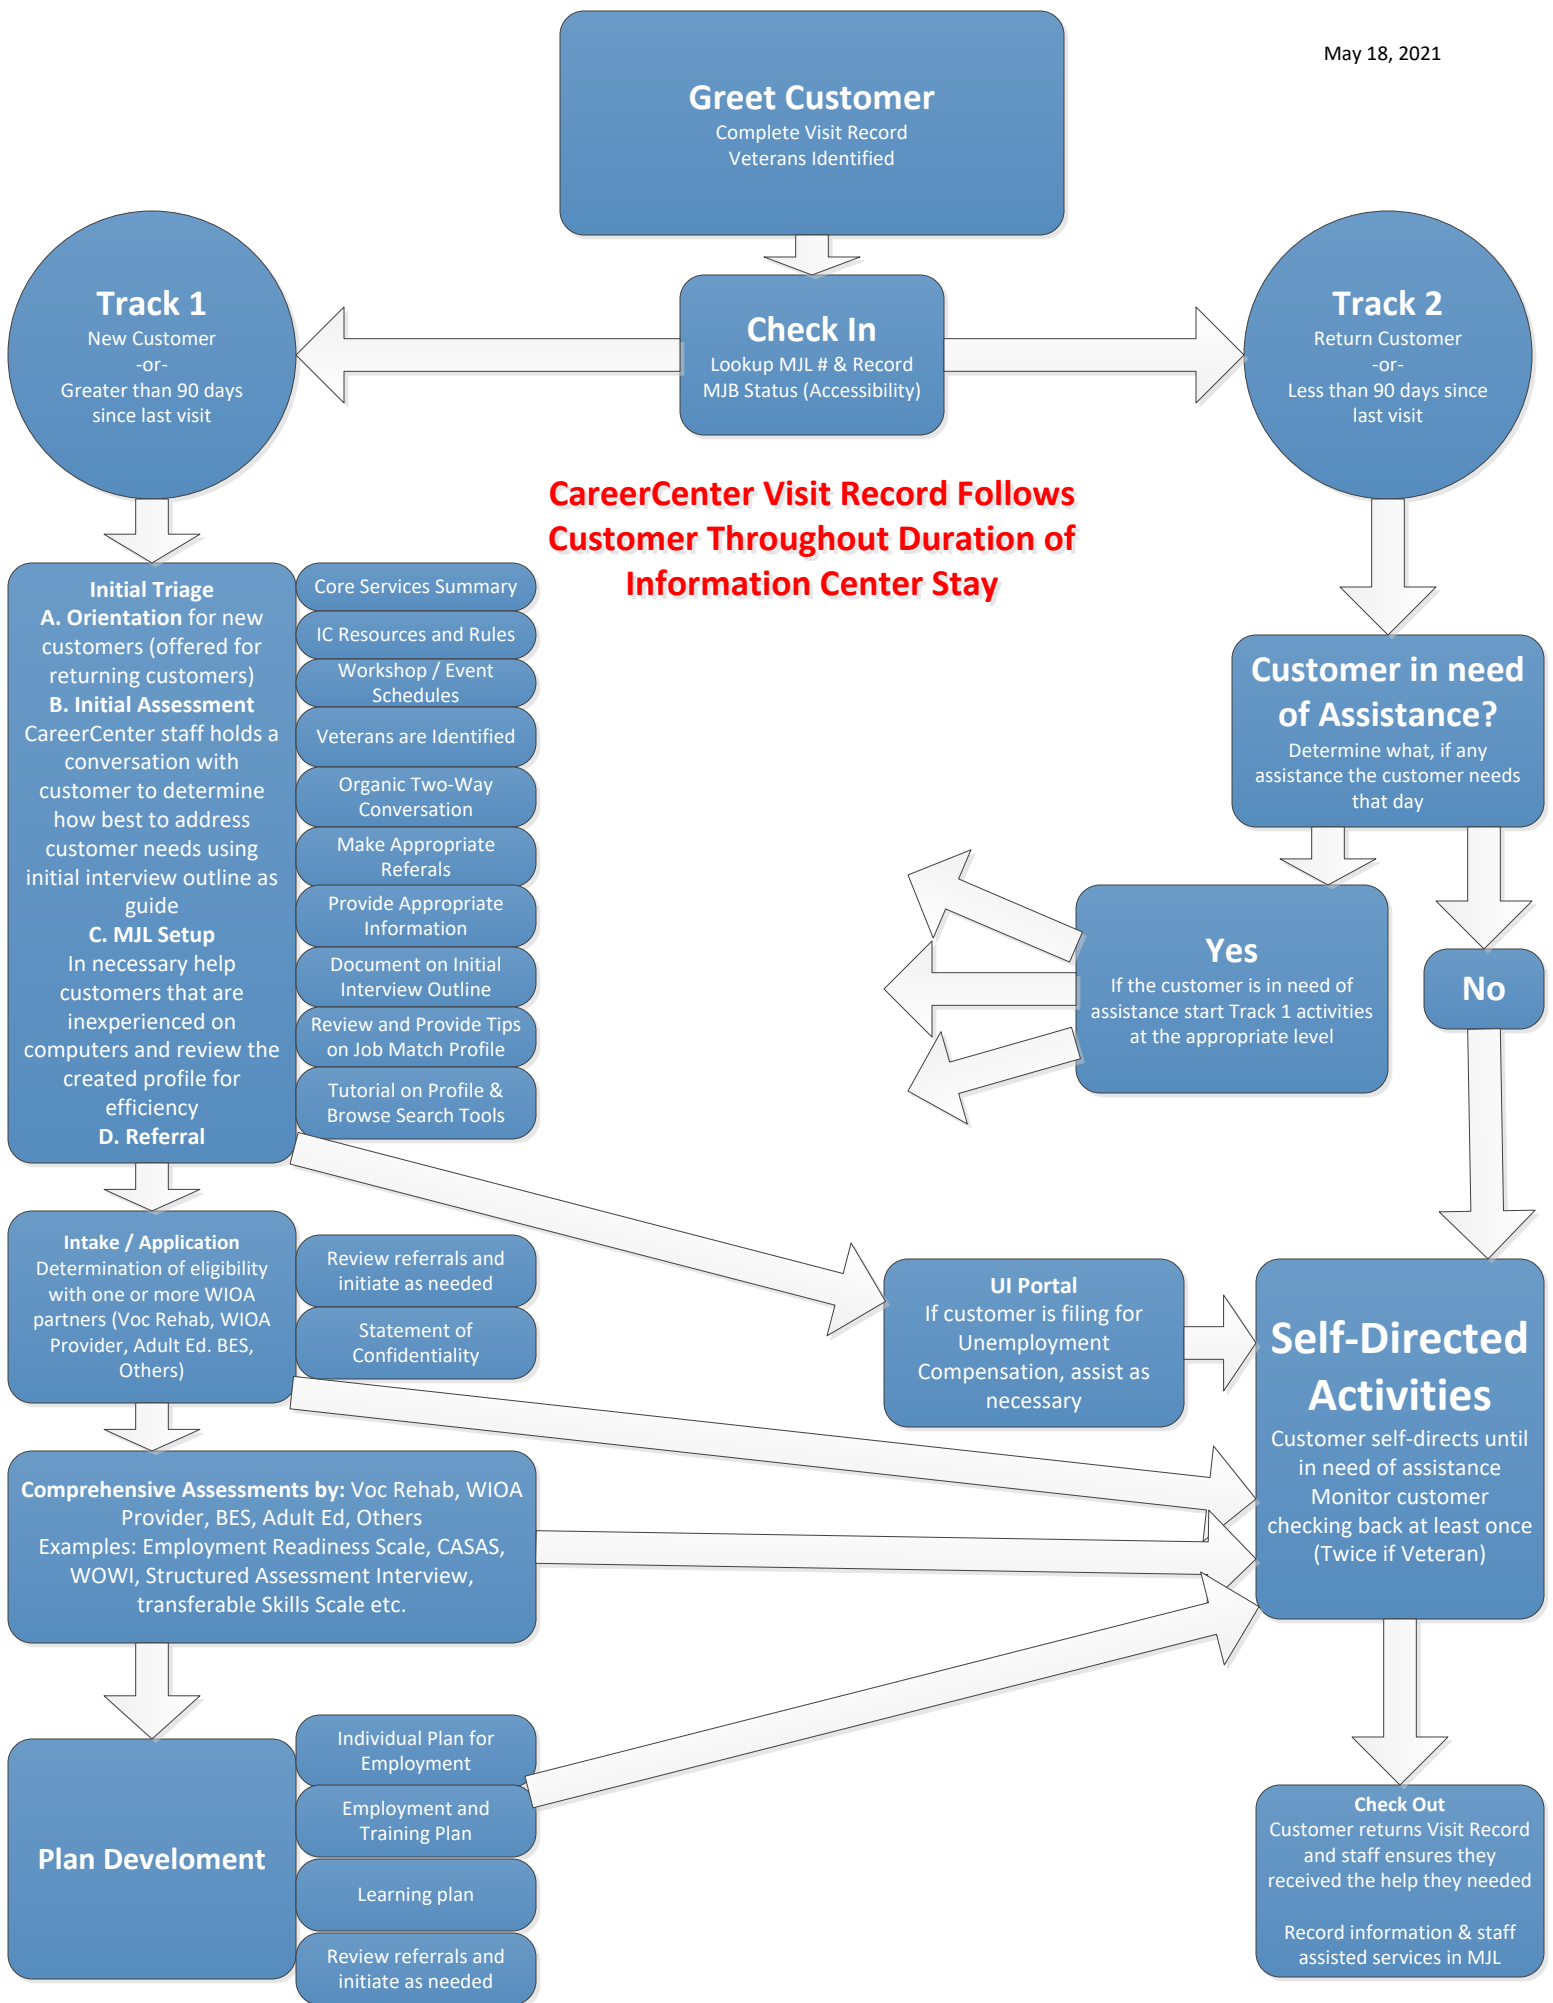 May 18, 2021
Greet Customer
Complete Visit Record
Veterans Identified
Track 1
New Customer
-or-
Greater than 90 days
since last visit
Check In
Lookup MJL # & Record
MJB Status (Accessibility)
Track 2
Return Customer
-or-
Less than 90 days since
last visit
CareerCenter Visit Record Follows
Customer Throughout Duration of
Information Center Stay
Initial Triage
A. Orientation for new
customers (offered for
returning customers)
B. Initial Assessment
CareerCenter staff holds a
conversation with
customer to determine
how best to address
customer needs using
initial interview outline as
guide
C. MJL Setup
In necessary help
customers that are
inexperienced on
computers and review the
created profile for
efficiency
D. Referral
Core Services Summary
IC Resources and Rules
Workshop / Event
Schedules
Veterans are Identified
Organic Two-Way
Conversation
Make Appropriate
Referals
Provide Appropriate
Information
Document on Initial
Interview Outline
Review and Provide Tips
on Job Match Profile
Tutorial on Profile &
Browse Search Tools
Customer in need
of Assistance?
Determine what, if any
assistance the customer needs
that day
Yes
If the customer is in need of
assistance start Track 1 activities
at the appropriate level
No
Intake / Application
Determination of eligibility
with one or more WIOA
partners (Voc Rehab, WIOA
Provider, Adult Ed. BES,
Others)
Review referrals and
initiate as needed
Statement of
Confidentiality
UI Portal
If customer is filing for
Unemployment
Compensation, assist as
necessary
Self-Directed
Activities
Customer self-directs until
in need of assistance
Monitor customer
checking back at least once
(Twice if Veteran)
Comprehensive Assessments by: Voc Rehab, WIOA
Provider, BES, Adult Ed, Others
Examples: Employment Readiness Scale, CASAS,
WOWI, Structured Assessment Interview,
transferable Skills Scale etc.
Plan Develoment
Individual Plan for
Employment
Employment and
Training Plan
Learning plan
Review referrals and
initiate as needed
Check Out
Customer returns Visit Record
and staff ensures they
received the help they needed
Record information & staff
assisted services in MJL